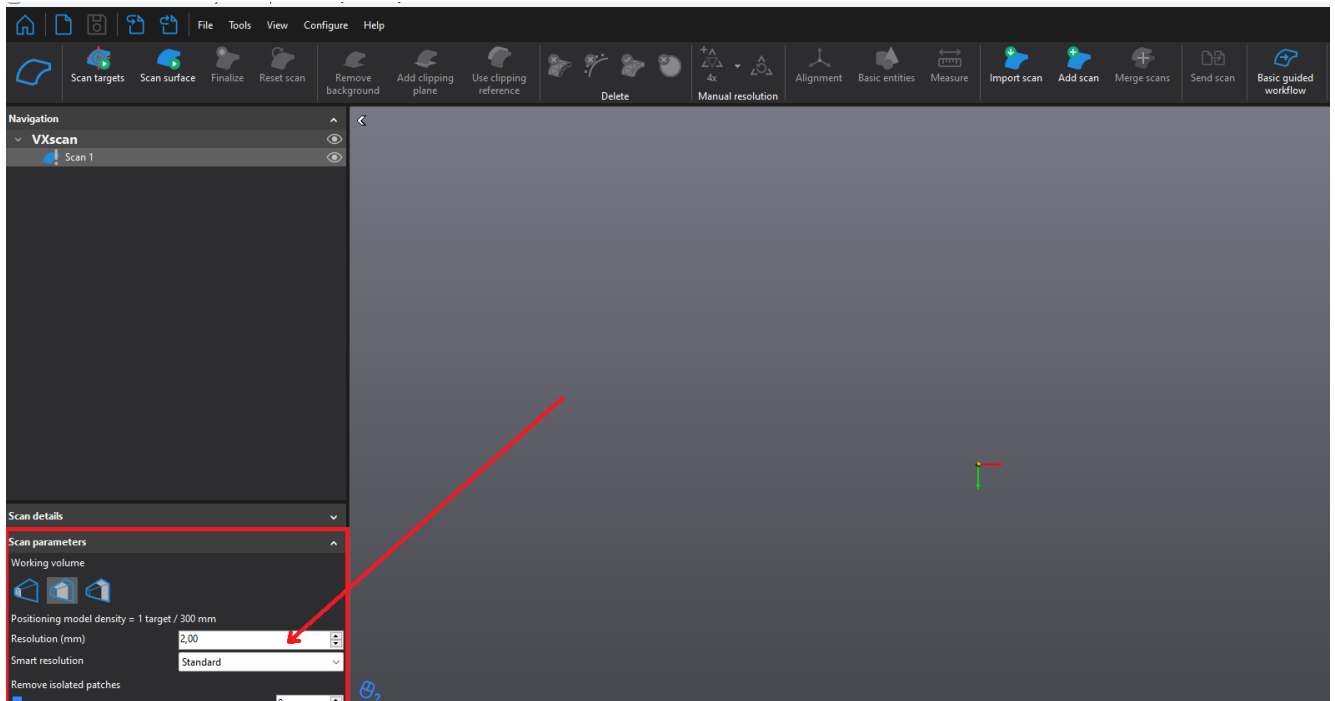 File Tools View Configure Help
Scan targets Scan surface Finalize Reset scan Remove background Add clipping plane Use clipping reference Delete 4x Manual resolution Alignment Basic entities Measure Import scan Add scan Merge scans Send scan Basic guided workflow
Navigation
VXscan
Scan 1
Scan details
Scan parameters
Working volume
Positioning model density = 1 target / 300 mm
Resolution (mm) 2,00
Smart resolution Standard
Remove isolated patches